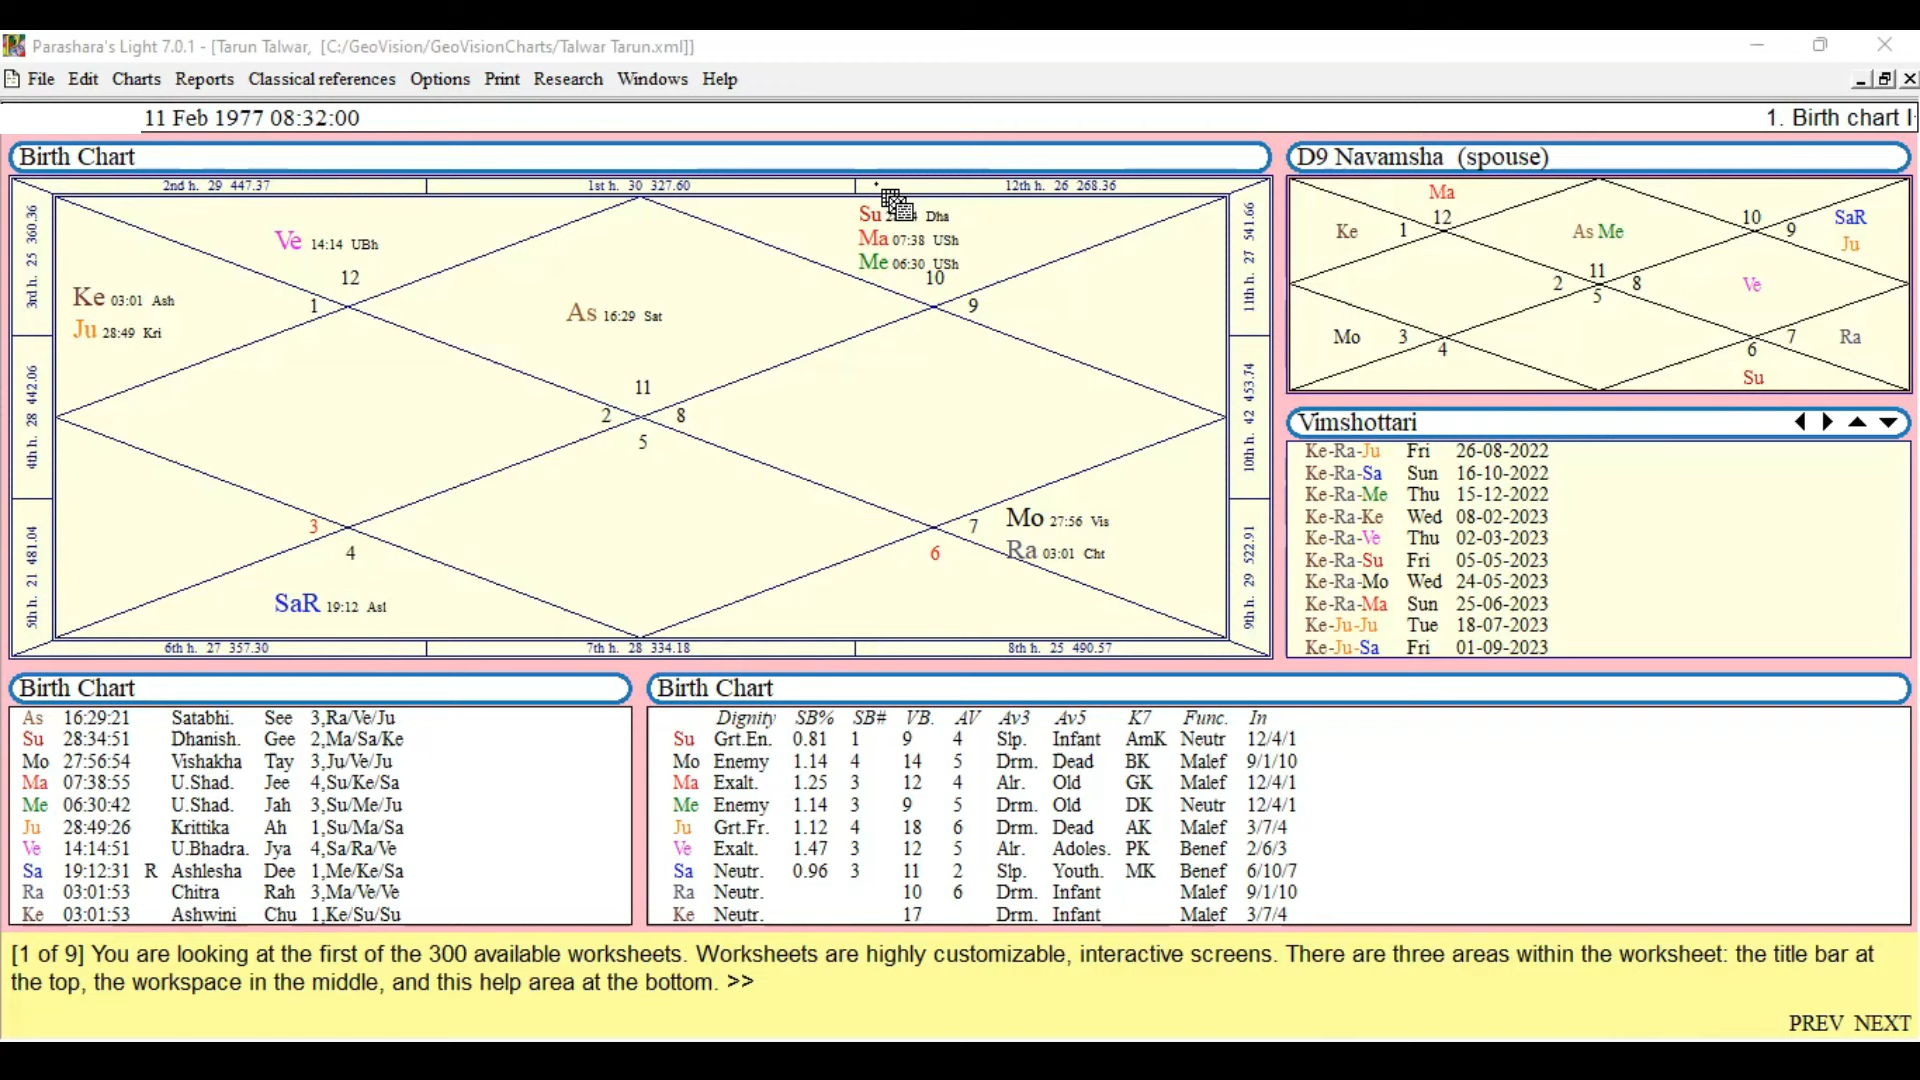 Parashara's Light 7.0.1 - [Tarun Talwar, [C:/GeoVision/GeoVisionCharts/Talwar Tarun.xml]]
File Edit Charts Reports Classical references Options Print Research Windows Help
11 Feb 1977 08:32:00 1. Birth chart I
Birth Chart
2nd h. 29 447.37 1st h. 30 327.60 12th h. 26 268.36
3rd h. 25 360.36
4th h. 28 442.06
5th h. 21 481.04
Ve 14:14 UBh
12
Ke 03:01 Ash
1
Ju 28:49 Kri
As 16:29 Sat
Su Dha
Ma 07:38 USh
Me 06:30 USh
10
9
11
2 8
5
3
4
SaR 19:12 Asl
7 Mo 27:56 Vis
6 Ra 03:01 Cht
11th h. 27 541.66
10th h. 42 453.74
9th h. 29 522.91
6th h. 27 357.30 7th h. 28 334.18 8th h. 25 490.57
D9 Navamsha (spouse)
Ma
12 10 SaR
Ke 1 As Me 9
Ju
11
2 8 Ve
5
Mo 3 7 Ra
4 6
Su
Vimshottari
Ke-Ra-Ju Fri 26-08-2022
Ke-Ra-Sa Sun 16-10-2022
Ke-Ra-Me Thu 15-12-2022
Ke-Ra-Ke Wed 08-02-2023
Ke-Ra-Ve Thu 02-03-2023
Ke-Ra-Su Fri 05-05-2023
Ke-Ra-Mo Wed 24-05-2023
Ke-Ra-Ma Sun 25-06-2023
Ke-Ju-Ju Tue 18-07-2023
Ke-Ju-Sa Fri 01-09-2023
Birth Chart
As 16:29:21 Satabhi. See 3,Ra/Ve/Ju
Su 28:34:51 Dhanish. Gee 2,Ma/Sa/Ke
Mo 27:56:54 Vishakha Tay 3,Ju/Ve/Ju
Ma 07:38:55 U.Shad. Jee 4,Su/Ke/Sa
Me 06:30:42 U.Shad. Jah 3,Su/Me/Ju
Ju 28:49:26 Krittika Ah 1,Su/Ma/Sa
Ve 14:14:51 U.Bhadra. Jya 4,Sa/Ra/Ve
Sa 19:12:31 R Ashlesha Dee 1,Me/Ke/Sa
Ra 03:01:53 Chitra Rah 3,Ma/Ve/Ve
Ke 03:01:53 Ashwini Chu 1,Ke/Su/Su
Birth Chart
Dignity SB% SB# VB. AV Av3 Av5 K7 Func. In
Su Grt.En. 0.81 1 9 4 Slp. Infant AmK Neutr 12/4/1
Mo Enemy 1.14 4 14 5 Drm. Dead BK Malef 9/1/10
Ma Exalt. 1.25 3 12 4 Alr. Old GK Malef 12/4/1
Me Enemy 1.14 3 9 5 Drm. Old DK Neutr 12/4/1
Ju Grt.Fr. 1.12 4 18 6 Drm. Dead AK Malef 3/7/4
Ve Exalt. 1.47 3 12 5 Alr. Adoles. PK Benef 2/6/3
Sa Neutr. 0.96 3 11 2 Slp. Youth. MK Benef 6/10/7
Ra Neutr. 10 6 Drm. Infant Malef 9/1/10
Ke Neutr. 17 Drm. Infant Malef 3/7/4
[1 of 9] You are looking at the first of the 300 available worksheets. Worksheets are highly customizable, interactive screens. There are three areas within the worksheet: the title bar at
the top, the workspace in the middle, and this help area at the bottom. >>
PREV NEXT